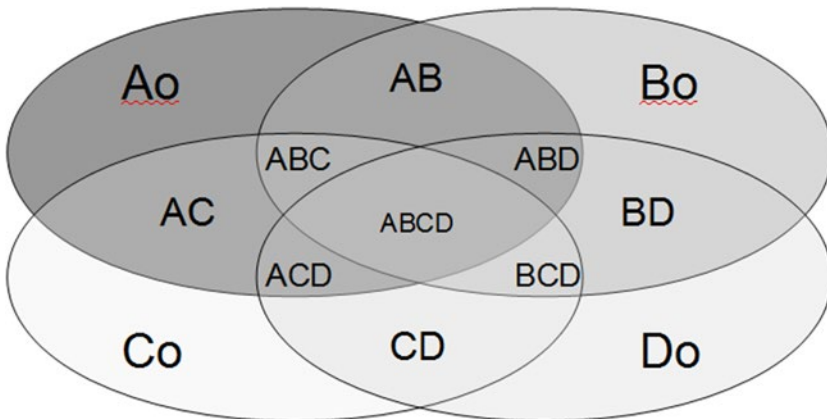 Ao AB Bo
ABC ABD
AC ABCD BD
ACD BCD
Co CD Do